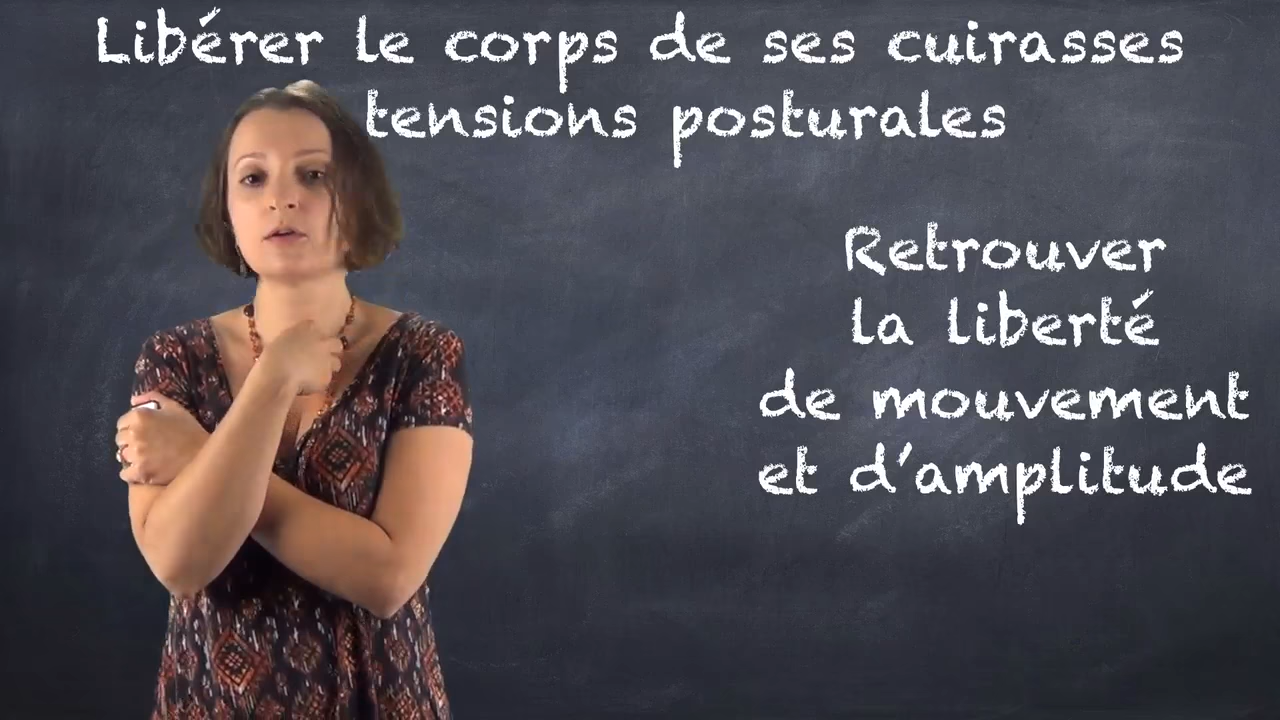 Libérer le corps de ses cuirasses
tensions posturales
Retrouver
la liberté
de mouvement
et d'amplitude